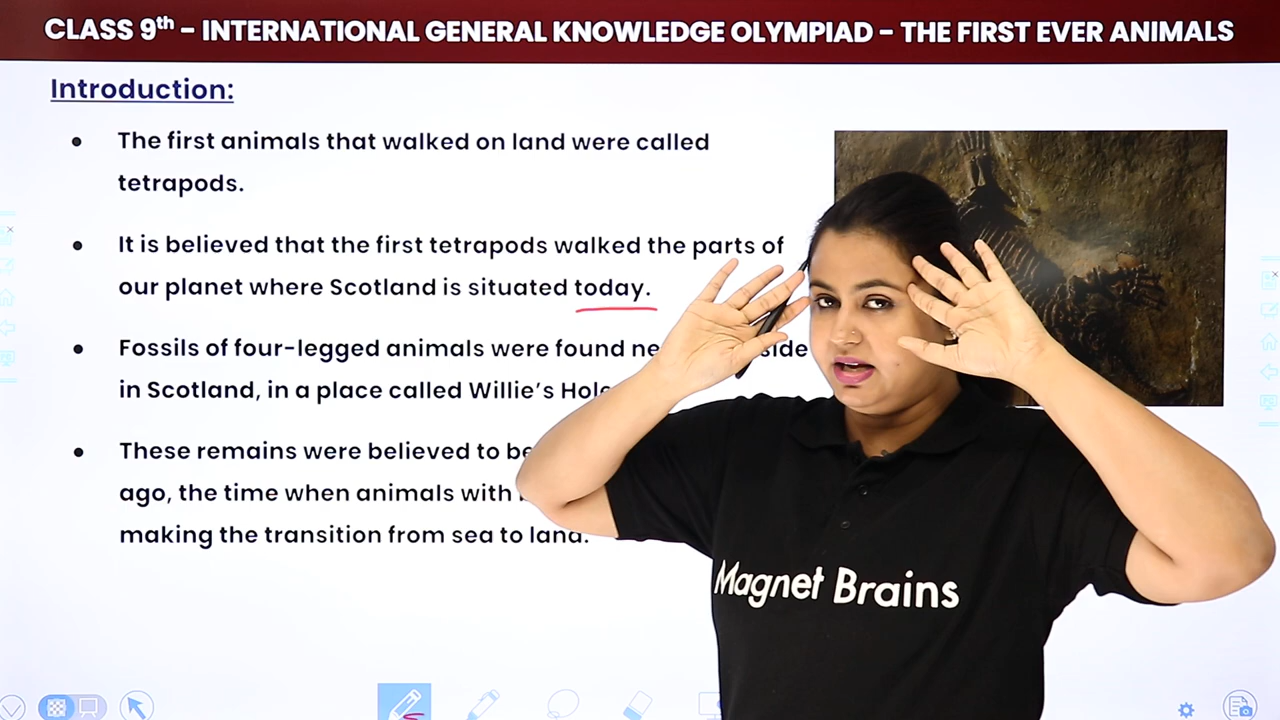 CLASS 9th – INTERNATIONAL GENERAL KNOWLEDGE OLYMPIAD – THE FIRST EVER ANIMALS
Introduction:
• The first animals that walked on land were called
tetrapods.
• It is believed that the first tetrapods walked the parts of
our planet where Scotland is situated today.
• Fossils of four-legged animals were found
in Scotland, in a place called Willie's
• These remains were believed to
ago, the time when animals with
making the transition from sea to land.
Magnet Brains